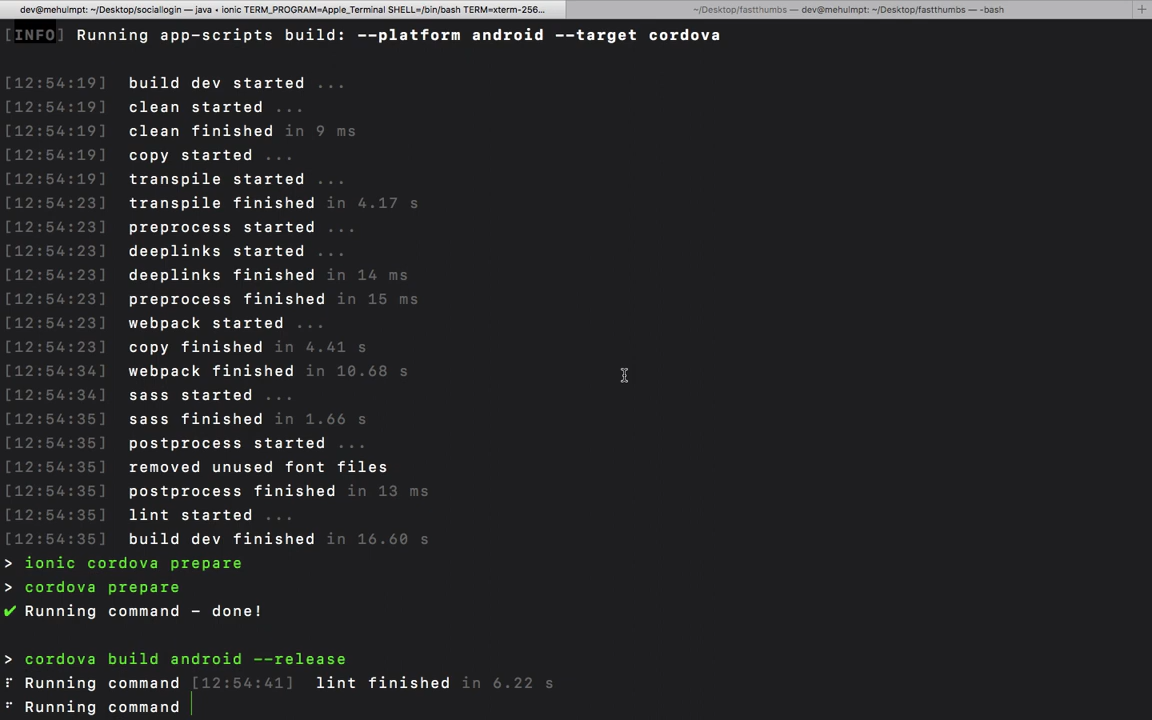 dev@mehulmpt: ~/Desktop/sociallogin — java • ionic TERM_PROGRAM=Apple_Terminal SHELL=/bin/bash TERM=xterm-256...
~/Desktop/fastthumbs — dev@mehulmpt: ~/Desktop/fastthumbs — -bash
+
[INFO] Running app-scripts build: --platform android --target cordova
[12:54:19] build dev started ...
[12:54:19] clean started ...
[12:54:19] clean finished in 9 ms
[12:54:19] copy started ...
[12:54:19] transpile started ...
[12:54:23] transpile finished in 4.17 s
[12:54:23] preprocess started ...
[12:54:23] deeplinks started ...
[12:54:23] deeplinks finished in 14 ms
[12:54:23] preprocess finished in 15 ms
[12:54:23] webpack started ...
[12:54:23] copy finished in 4.41 s
[12:54:34] webpack finished in 10.68 s
[12:54:34] sass started ...
[12:54:35] sass finished in 1.66 s
[12:54:35] postprocess started ...
[12:54:35] removed unused font files
[12:54:35] postprocess finished in 13 ms
[12:54:35] lint started ...
[12:54:35] build dev finished in 16.60 s
> ionic cordova prepare
> cordova prepare
✔ Running command - done!
> cordova build android --release
⠏ Running command [12:54:41] lint finished in 6.22 s
⠋ Running command